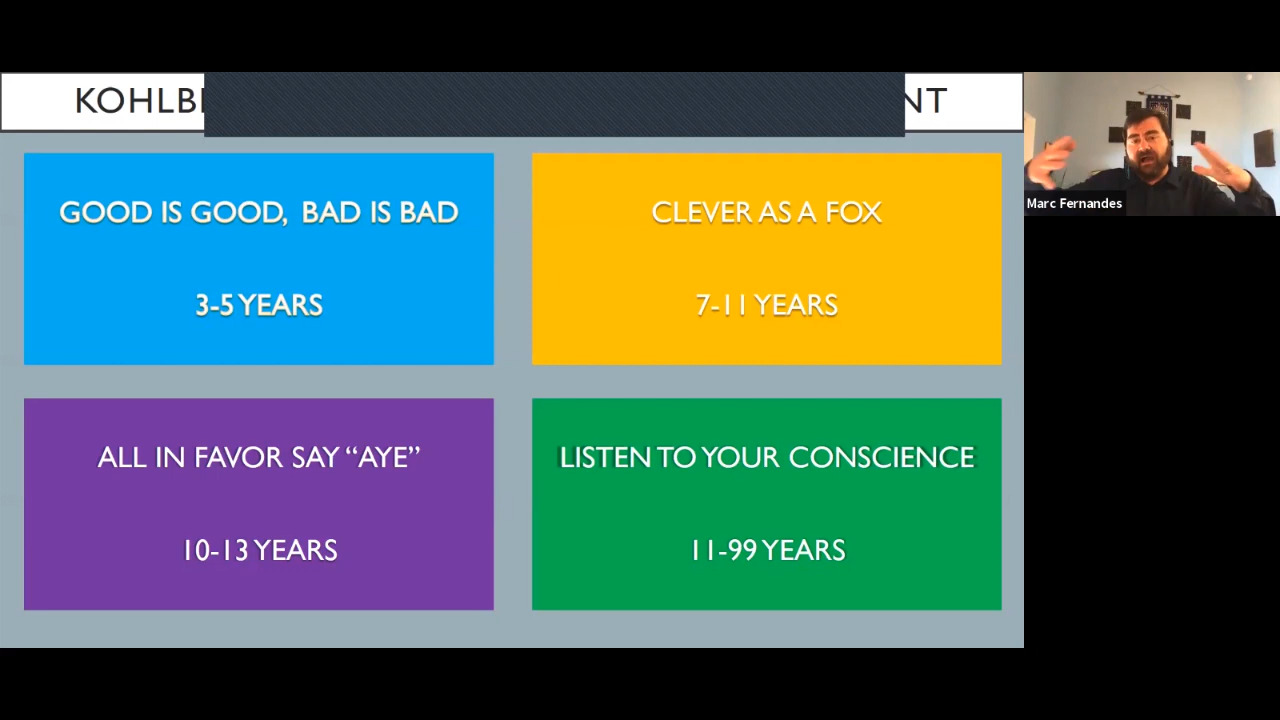 KOHLB NT
GOOD IS GOOD, BAD IS BAD
3-5 YEARS
CLEVER AS A FOX
7-11 YEARS
ALL IN FAVOR SAY “AYE”
10-13 YEARS
LISTEN TO YOUR CONSCIENCE
11-99 YEARS
Marc Fernandes